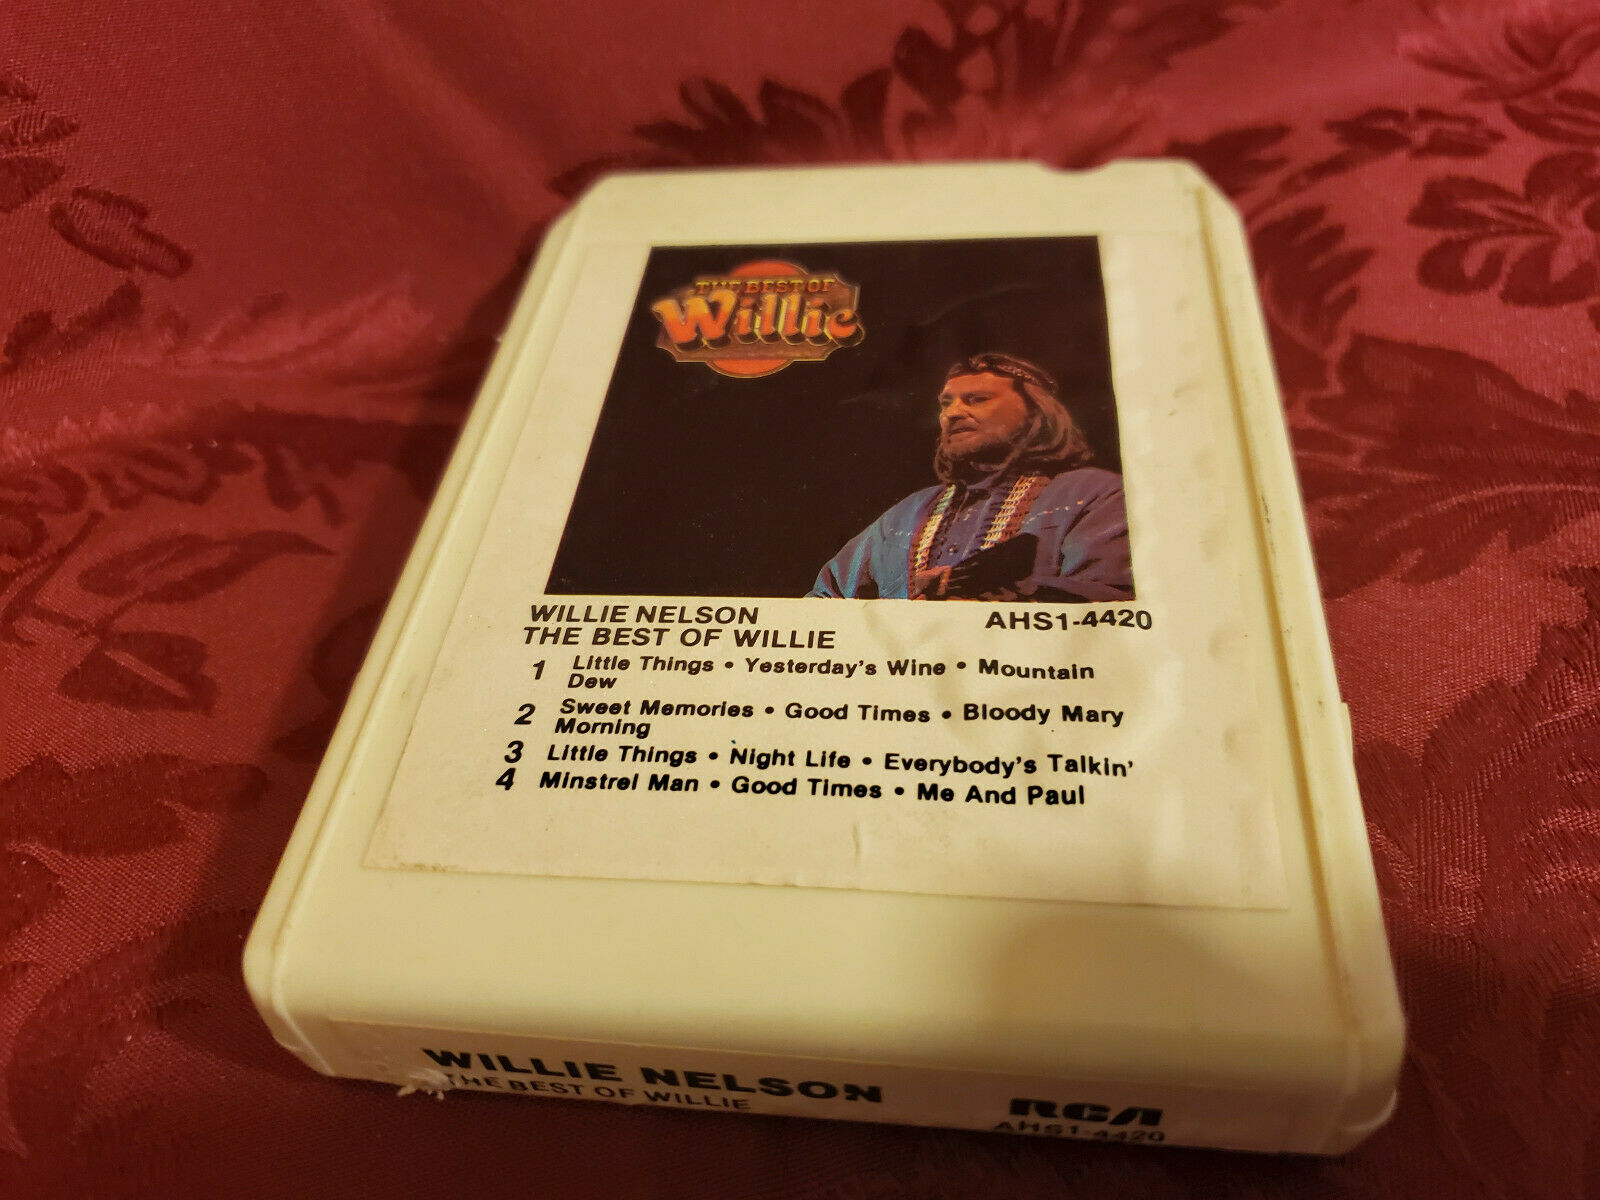 THE BEST OF
Willie
WILLIE NELSON
THE BEST OF WILLIE
AHS1-4420
1 Little Things • Yesterday's Wine • Mountain
Dew
2 Sweet Memories • Good Times • Bloody Mary
Morning
3 Little Things • Night Life • Everybody's Talkin'
4 Minstrel Man • Good Times • Me And Paul
WILLIE NELSON
THE BEST OF WILLIE
RCA
AHS1-4420